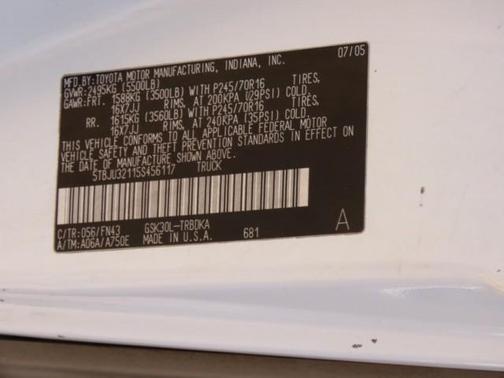 MFD.BY:TOYOTA MOTOR MANUFACTURING, INDIANA, INC. 07/05
GVWR:2495KG (5500LB)
GAWR:FRT. 1588KG (3500LB) WITH P245/70R16 TIRES,
16X7JJ RIMS, AT 200KPA (29PSI) COLD.
RR. 1615KG (3560LB) WITH P245/70R16 TIRES,
16X7JJ RIMS, AT 240KPA (35PSI) COLD.
THIS VEHICLE CONFORMS TO ALL APPLICABLE FEDERAL MOTOR
VEHICLE SAFETY AND THEFT PREVENTION STANDARDS IN EFFECT ON
THE DATE OF MANUFACTURE SHOWN ABOVE.
5TBJU32115S456117 TRUCK
C/TR:056/FN43 GSK30L-TRBDKA A
A/TM:A06A/A750E MADE IN U.S.A. 681